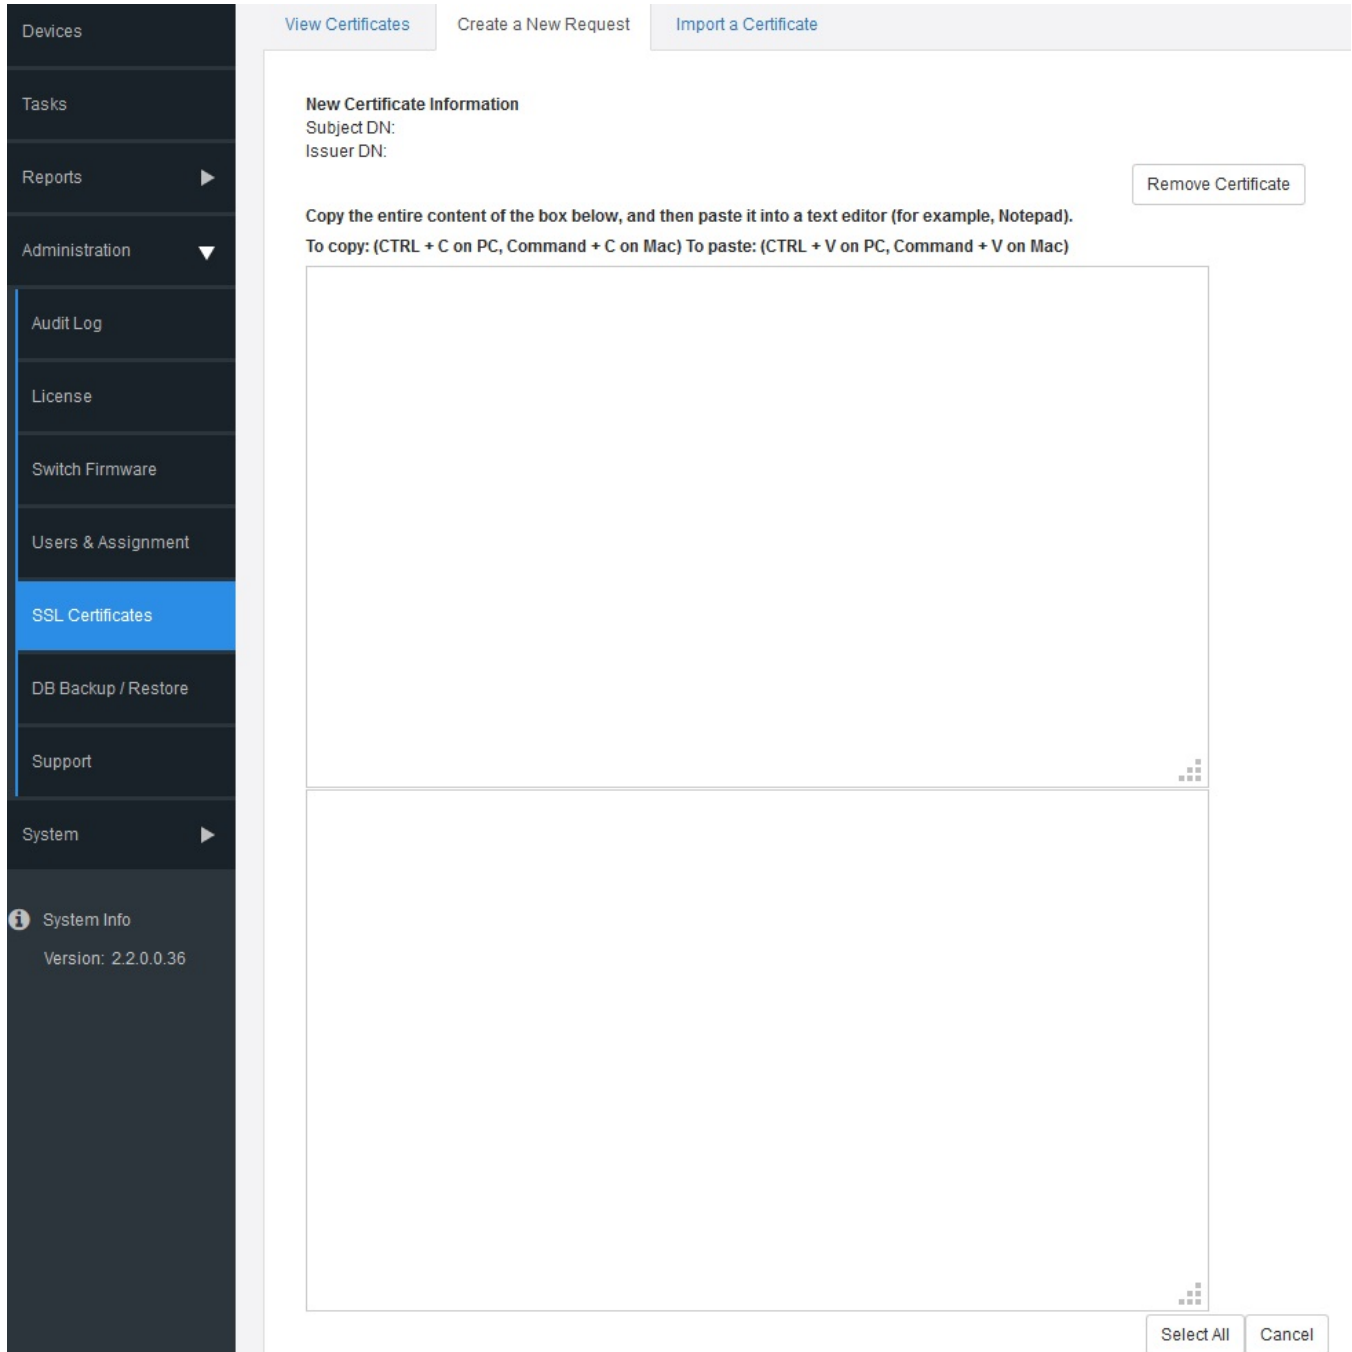 Devices
Tasks
Reports
Administration
Audit Log
License
Switch Firmware
Users & Assignment
SSL Certificates
DB Backup / Restore
Support
System
System Info
Version: 2.2.0.0.36
View Certificates
Create a New Request
Import a Certificate
New Certificate Information
Subject DN:
Issuer DN:
Remove Certificate
Copy the entire content of the box below, and then paste it into a text editor (for example, Notepad).
To copy: (CTRL + C on PC, Command + C on Mac) To paste: (CTRL + V on PC, Command + V on Mac)
Select All
Cancel